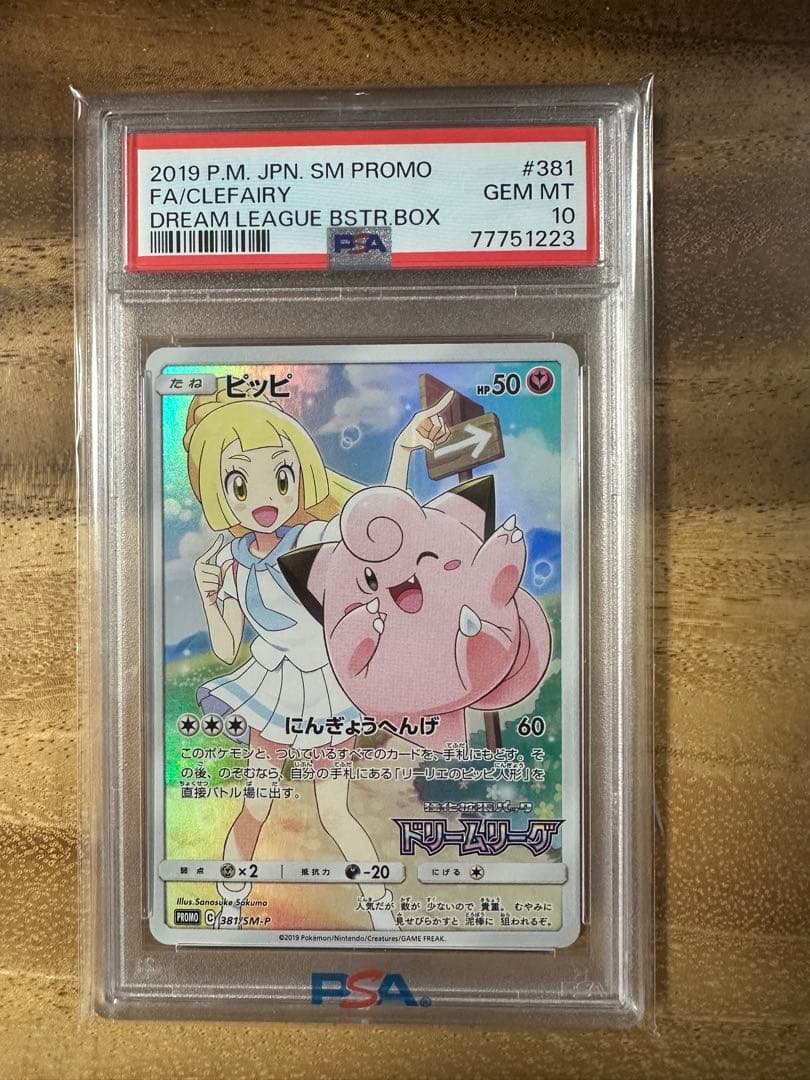 2019 P.M. JPN. SM PROMO #381
FA/CLEFAIRY GEM MT
DREAM LEAGUE BSTR.BOX 10
PSA 77751223
たね ピッピ HP50
にんぎょうへんげ 60
このポケモンと、ついているすべてのカードを、手札にもどす。そ
の後、のぞむなら、自分の手札にある「リーリエのピッピ人形」を
直接バトル場に出す。
強化拡張パック
ドリームリーグ
弱点 ×2 抵抗力 -20 にげる
Illus. Sanosuke Sakuma
PROMO C 381/SM-P
人気だが 数が 少ないので 貴重。むやみに
見せびらかすと 泥棒に 狙われるぞ。
©2019 Pokémon/Nintendo/Creatures/GAME FREAK.
PSA®